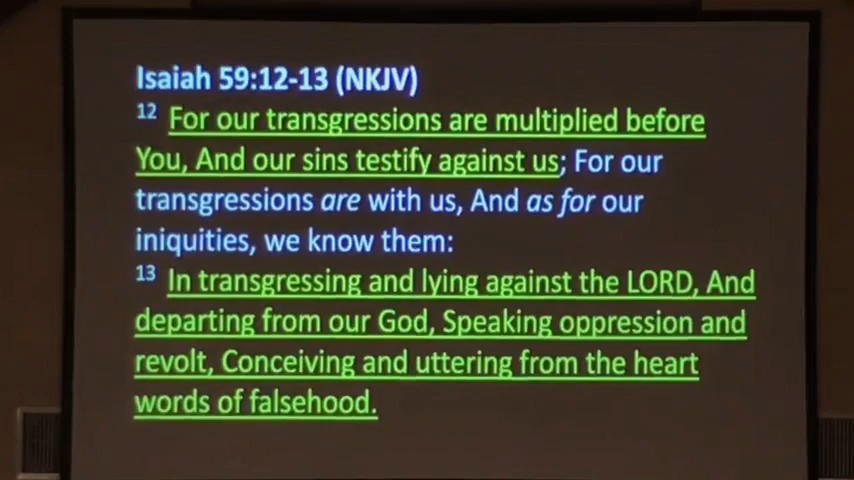 Isaiah 59:12-13 (NKJV)
12 For our transgressions are multiplied before
You, And our sins testify against us; For our
transgressions are with us, And as for our
iniquities, we know them:
13 In transgressing and lying against the LORD, And
departing from our God, Speaking oppression and
revolt, Conceiving and uttering from the heart
words of falsehood.